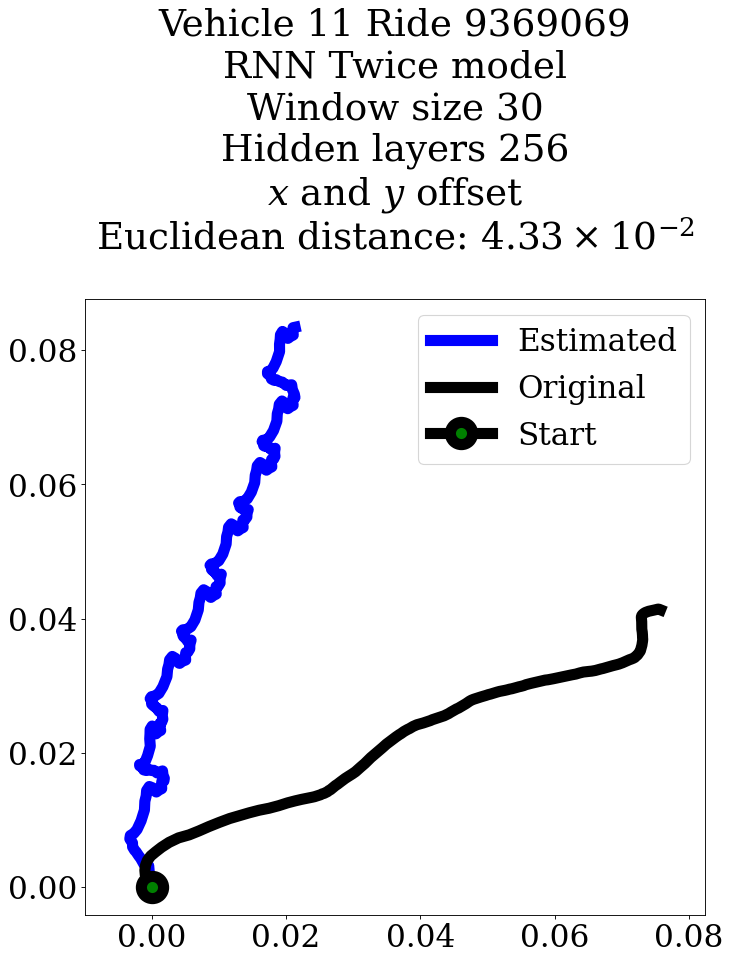 Vehicle 11 Ride 9369069
RNN Twice model
Window size 30
Hidden layers 256
x and y offset
Euclidean distance: 4.33 × 10⁻²
Estimated
Original
Start
0.08
0.06
0.04
0.02
0.00
0.00 0.02 0.04 0.06 0.08